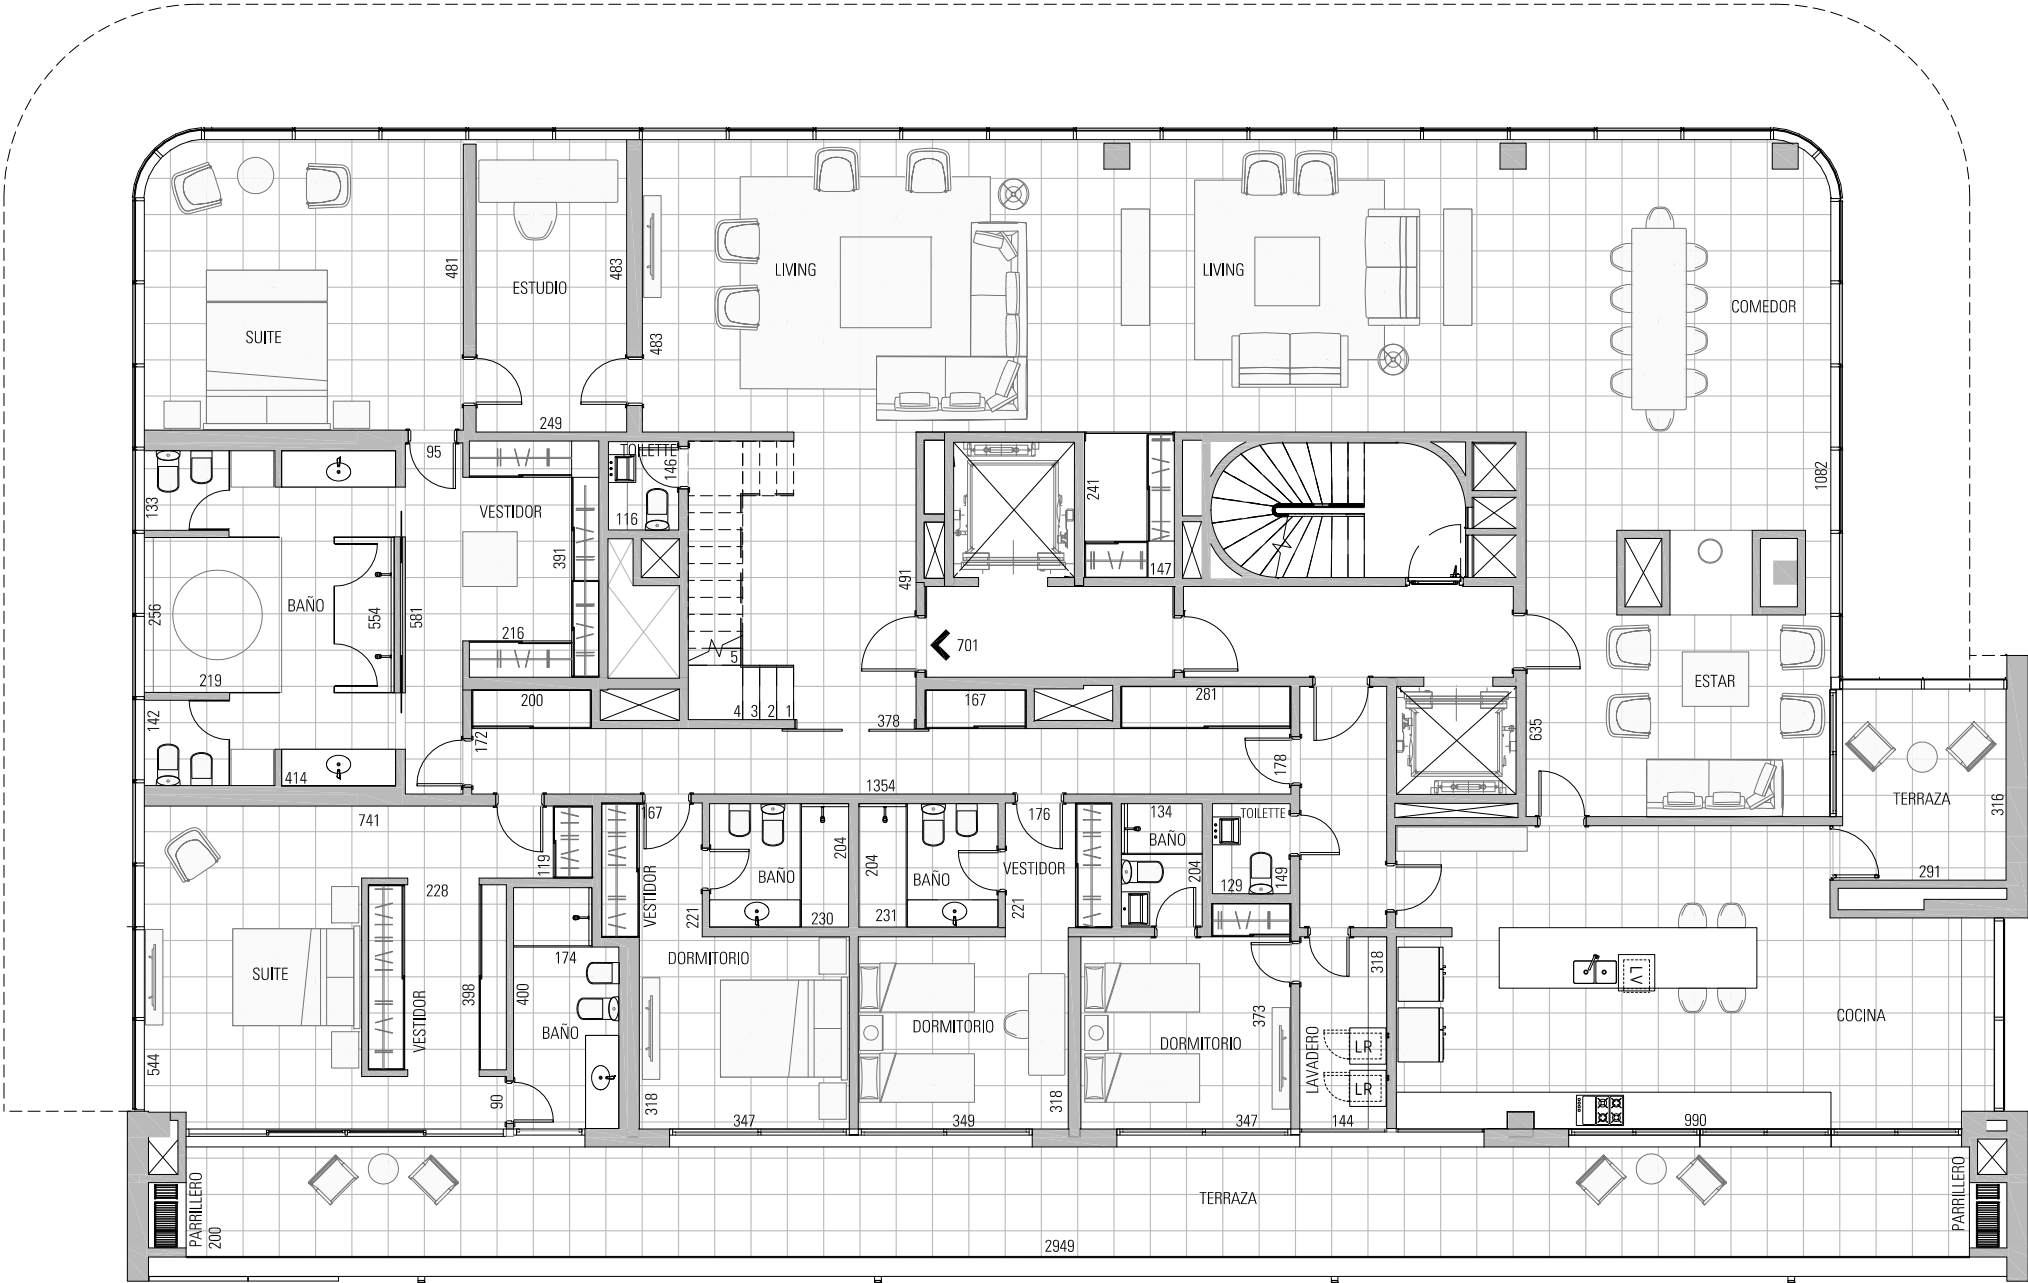 481
ESTUDIO
483
SUITE
483
LIVING
LIVING
COMEDOR
249
95
TOILETTE
146
133
VESTIDOR
116
391
241
147
1082
491
256
BAÑO
554
581
216
701
219
142
172
200
4 3 2 1
5
378
167
281
178
635
ESTAR
414
1354
TERRAZA
316
291
741
119
167
204
BAÑO
204
BAÑO
176
VESTIDOR
134
BAÑO
204
TOILETTE
129
149
228
VESTIDOR
221
230
231
221
SUITE
398
VESTIDOR
174
400
BAÑO
DORMITORIO
DORMITORIO
DORMITORIO
373
318
LV
COCINA
LAVADERO
LR
LR
544
90
318
347
349
318
347
144
990
PARRILLERO
200
TERRAZA
2949
PARRILLERO